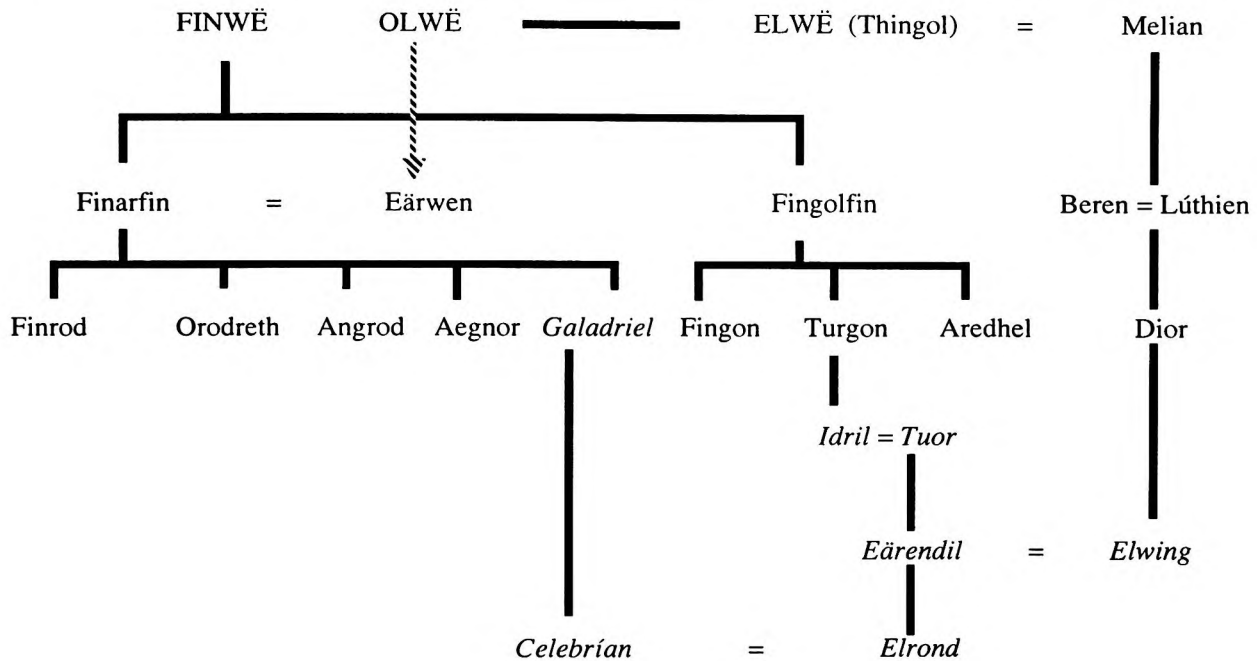 FINWË OLWË ELWË (Thingol) = Melian
Finarfin = Eärwen Fingolfin Beren = Lúthien
Finrod Orodreth Angrod Aegnor Galadriel Fingon Turgon Aredhel Dior
Idril = Tuor
Eärendil = Elwing
Celebrían = Elrond